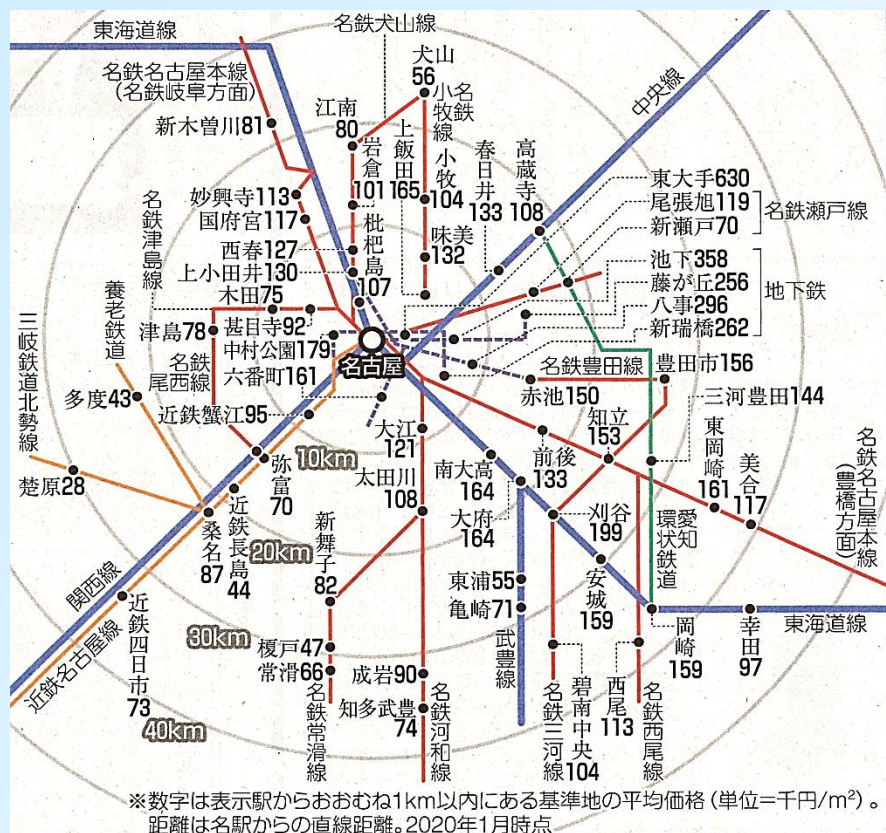 東海道線
名鉄犬山線
名鉄名古屋本線
(名鉄岐阜方面)
新木曽川81
江南
80
犬山
56
名鉄
小牧線
中央線
岩倉
101
上飯田
165
小牧
104
春日井
133
高蔵寺
108
妙興寺113
国府宮117
西春127
上小田井130
枇杷島
107
味美
132
東大手630
尾張旭119
新瀬戸70
名鉄瀬戸線
池下358
藤が丘256
八事296
新瑞橋262
地下鉄
名鉄津島線
木田75
津島78
甚目寺92
中村公園179
名古屋
六番町161
名鉄
尾西線
養老鉄道
三岐鉄道北勢線
多度43
近鉄蟹江95
楚原28
名鉄豊田線
赤池150
豊田市156
三河豊田144
知立
153
前後
133
東岡崎
161
美合
117
名鉄名古屋本線
(豊橋方面)
大江
121
太田川
108
南大高
164
大府
164
刈谷
199
安城
159
愛知
環状鉄道
10km
20km
30km
40km
弥富
70
近鉄長島
44
桑名
87
関西線
近鉄名古屋線
近鉄四日市
73
新舞子
82
榎戸47
常滑66
名鉄常滑線
成岩90
知多武豊
74
名鉄河和線
東浦55
亀崎71
武豊線
名鉄三河線
碧南中央
104
西尾
113
名鉄西尾線
岡崎
159
幸田
97
東海道線
※数字は表示駅からおおむね1km以内にある基準地の平均価格(単位=千円/m²)。
距離は名駅からの直線距離。2020年1月時点